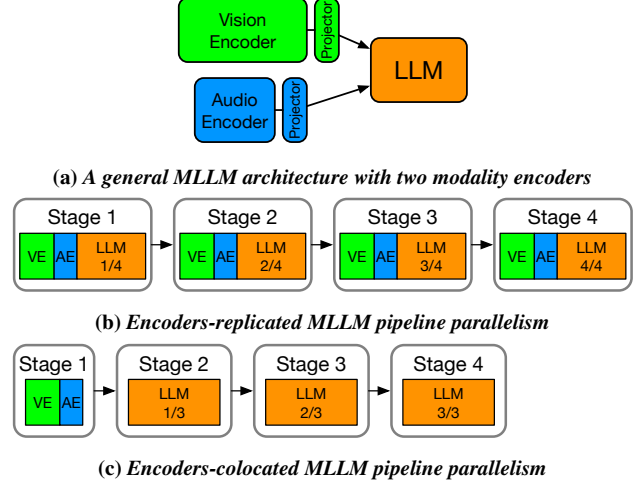 Vision
Encoder
Projector
LLM
Audio
Encoder
Projector
(a) A general MLLM architecture with two modality encoders
Stage 1 Stage 2 Stage 3 Stage 4
VE AE LLM 1/4 VE AE LLM 2/4 VE AE LLM 3/4 VE AE LLM 4/4
(b) Encoders-replicated MLLM pipeline parallelism
Stage 1 Stage 2 Stage 3 Stage 4
VE AE LLM 1/3 LLM 2/3 LLM 3/3
(c) Encoders-colocated MLLM pipeline parallelism